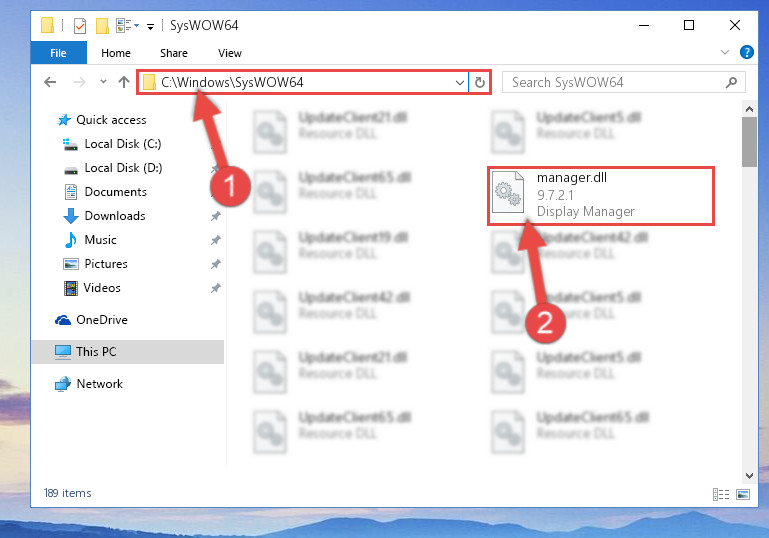 SysWOW64
File Home Share View
C:\Windows\SysWOW64
Search SysWOW64
Quick access
Local Disk (C:)
Local Disk (D:)
Documents
Downloads
Music
Pictures
Videos
OneDrive
This PC
Network
UpdateClient21.dll
Resource DLL
UpdateClient5.dll
Resource DLL
UpdateClient65.dll
Resource DLL
manager.dll
9.7.2.1
Display Manager
UpdateClient19.dll
Resource DLL
UpdateClient42.dll
Resource DLL
UpdateClient42.dll
Resource DLL
UpdateClient5.dll
Resource DLL
UpdateClient21.dll
Resource DLL
UpdateClient5.dll
Resource DLL
UpdateClient65.dll
Resource DLL
UpdateClient65.dll
Resource DLL
1
2
189 items